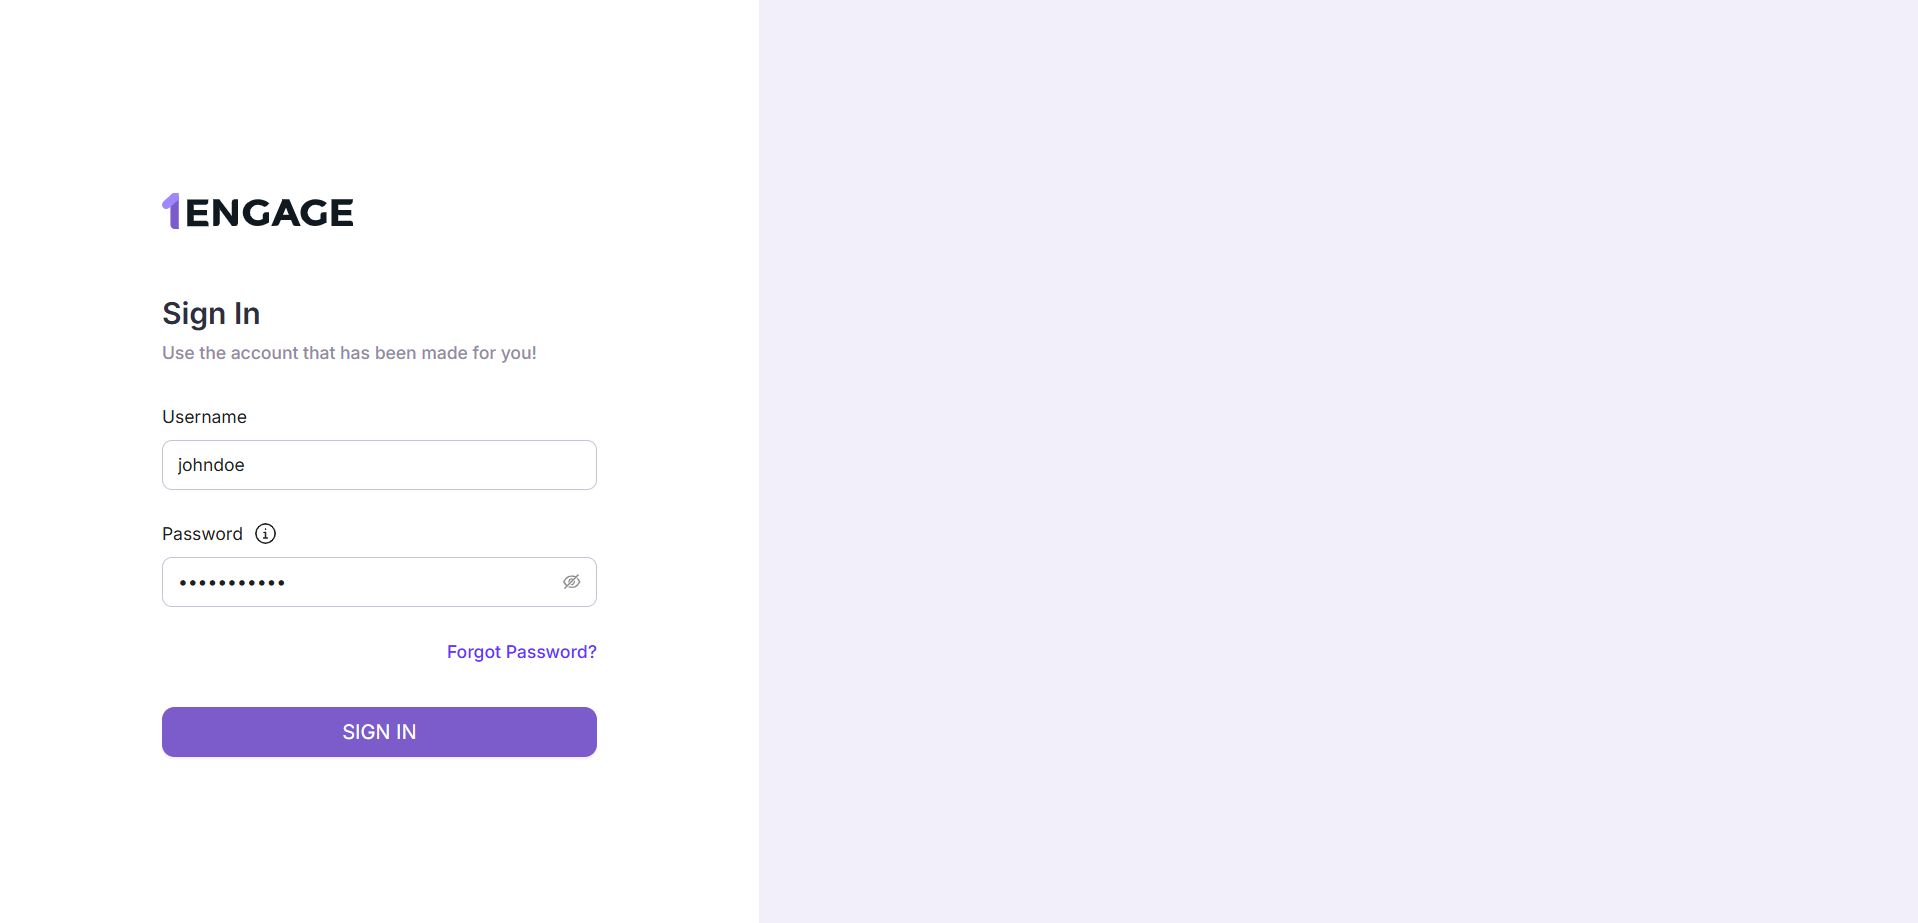 1ENGAGE
Sign In
Use the account that has been made for you!
Username
johndoe
Password
•••••••••••
Forgot Password?
SIGN IN